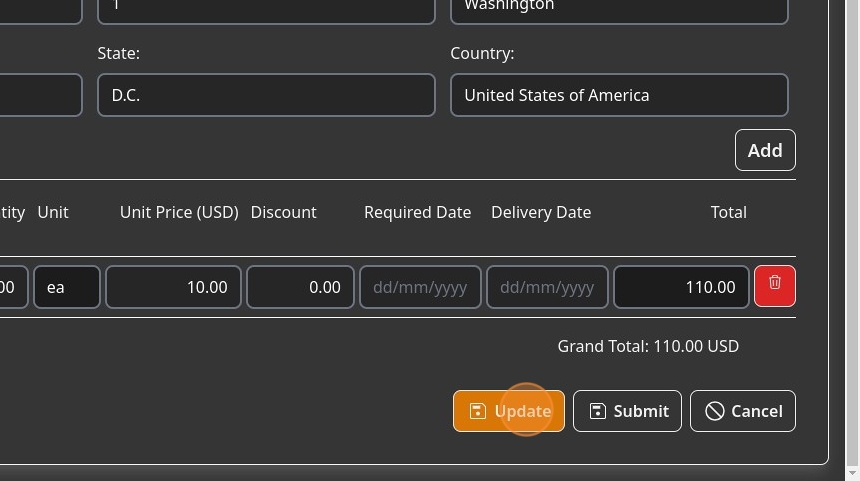 1 Washington
State: Country:
D.C. United States of America
Add
tity Unit Unit Price (USD) Discount Required Date Delivery Date Total
00 ea 10.00 0.00 dd/mm/yyyy dd/mm/yyyy 110.00
Grand Total: 110.00 USD
Update Submit Cancel